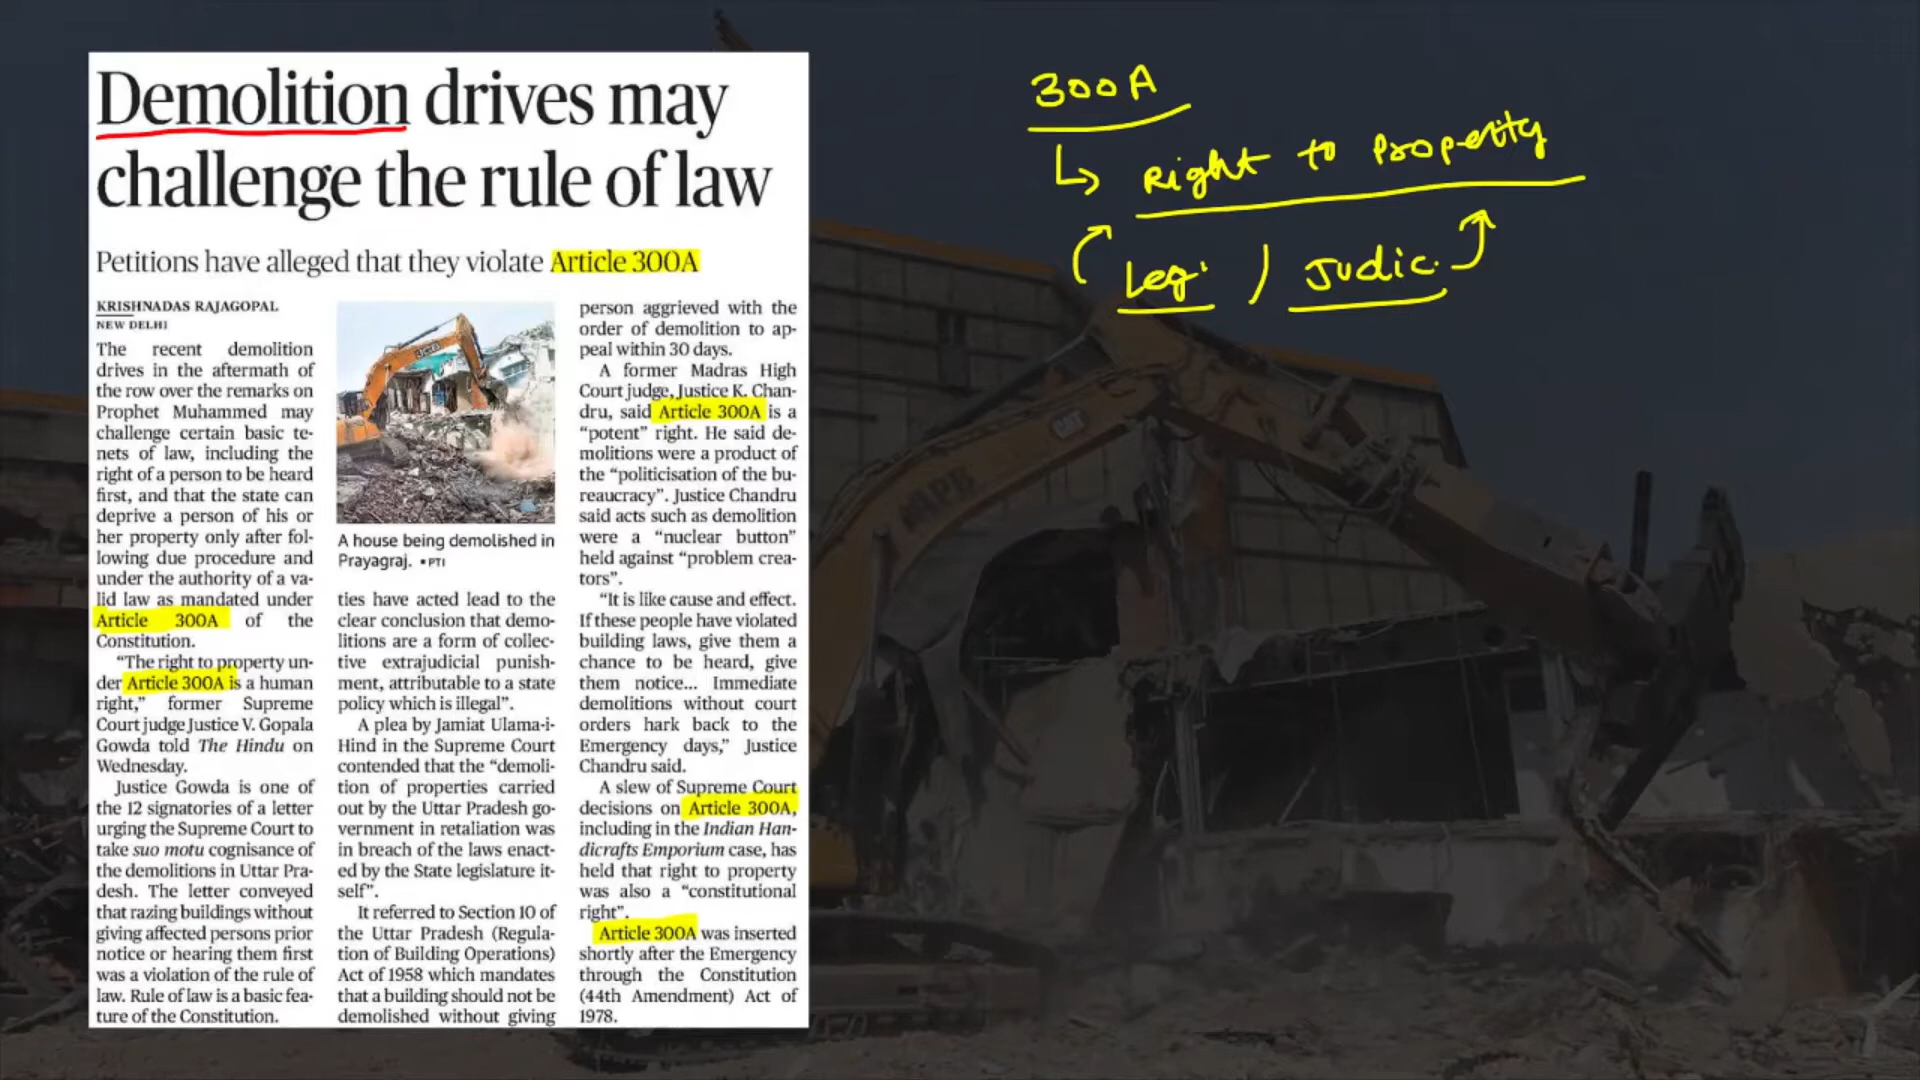 Demolition drives may
challenge the rule of law
Petitions have alleged that they violate Article 300A
KRISHNADAS RAJAGOPAL
NEW DELHI
The recent demolition
drives in the aftermath of
the row over the remarks on
Prophet Muhammed may
challenge certain basic te-
nets of law, including the
right of a person to be heard
first, and that the state can
deprive a person of his or
her property only after fol-
lowing due procedure and
under the authority of a va-
lid law as mandated under
Article 300A of the
Constitution.
“The right to property un-
der Article 300A is a human
right,” former Supreme
Court judge Justice V. Gopala
Gowda told The Hindu on
Wednesday.
Justice Gowda is one of
the 12 signatories of a letter
urging the Supreme Court to
take suo motu cognisance of
the demolitions in Uttar Pra-
desh. The letter conveyed
that razing buildings without
giving affected persons prior
notice or hearing them first
was a violation of the rule of
law. Rule of law is a basic fea-
ture of the Constitution.
A house being demolished in
Prayagraj. •PTI
ties have acted lead to the
clear conclusion that demo-
litions are a form of collec-
tive extrajudicial punish-
ment, attributable to a state
policy which is illegal”.
A plea by Jamiat Ulama-i-
Hind in the Supreme Court
contended that the “demoli-
tion of properties carried
out by the Uttar Pradesh go-
vernment in retaliation was
in breach of the laws enact-
ed by the State legislature it-
self”.
It referred to Section 10 of
the Uttar Pradesh (Regula-
tion of Building Operations)
Act of 1958 which mandates
that a building should not be
demolished without giving
person aggrieved with the
order of demolition to ap-
peal within 30 days.
A former Madras High
Court judge, Justice K. Chan-
dru, said Article 300A is a
“potent” right. He said de-
molitions were a product of
the “politicisation of the bu-
reaucracy”. Justice Chandru
said acts such as demolition
were a “nuclear button”
held against “problem crea-
tors”.
“It is like cause and effect.
If these people have violated
building laws, give them a
chance to be heard, give
them notice... Immediate
demolitions without court
orders hark back to the
Emergency days,” Justice
Chandru said.
A slew of Supreme Court
decisions on Article 300A,
including in the Indian Han-
dicrafts Emporium case, has
held that right to property
was also a “constitutional
right”.
Article 300A was inserted
shortly after the Emergency
through the Constitution
(44th Amendment) Act of
1978.
300A
Right to Property
Leg. / Judic.